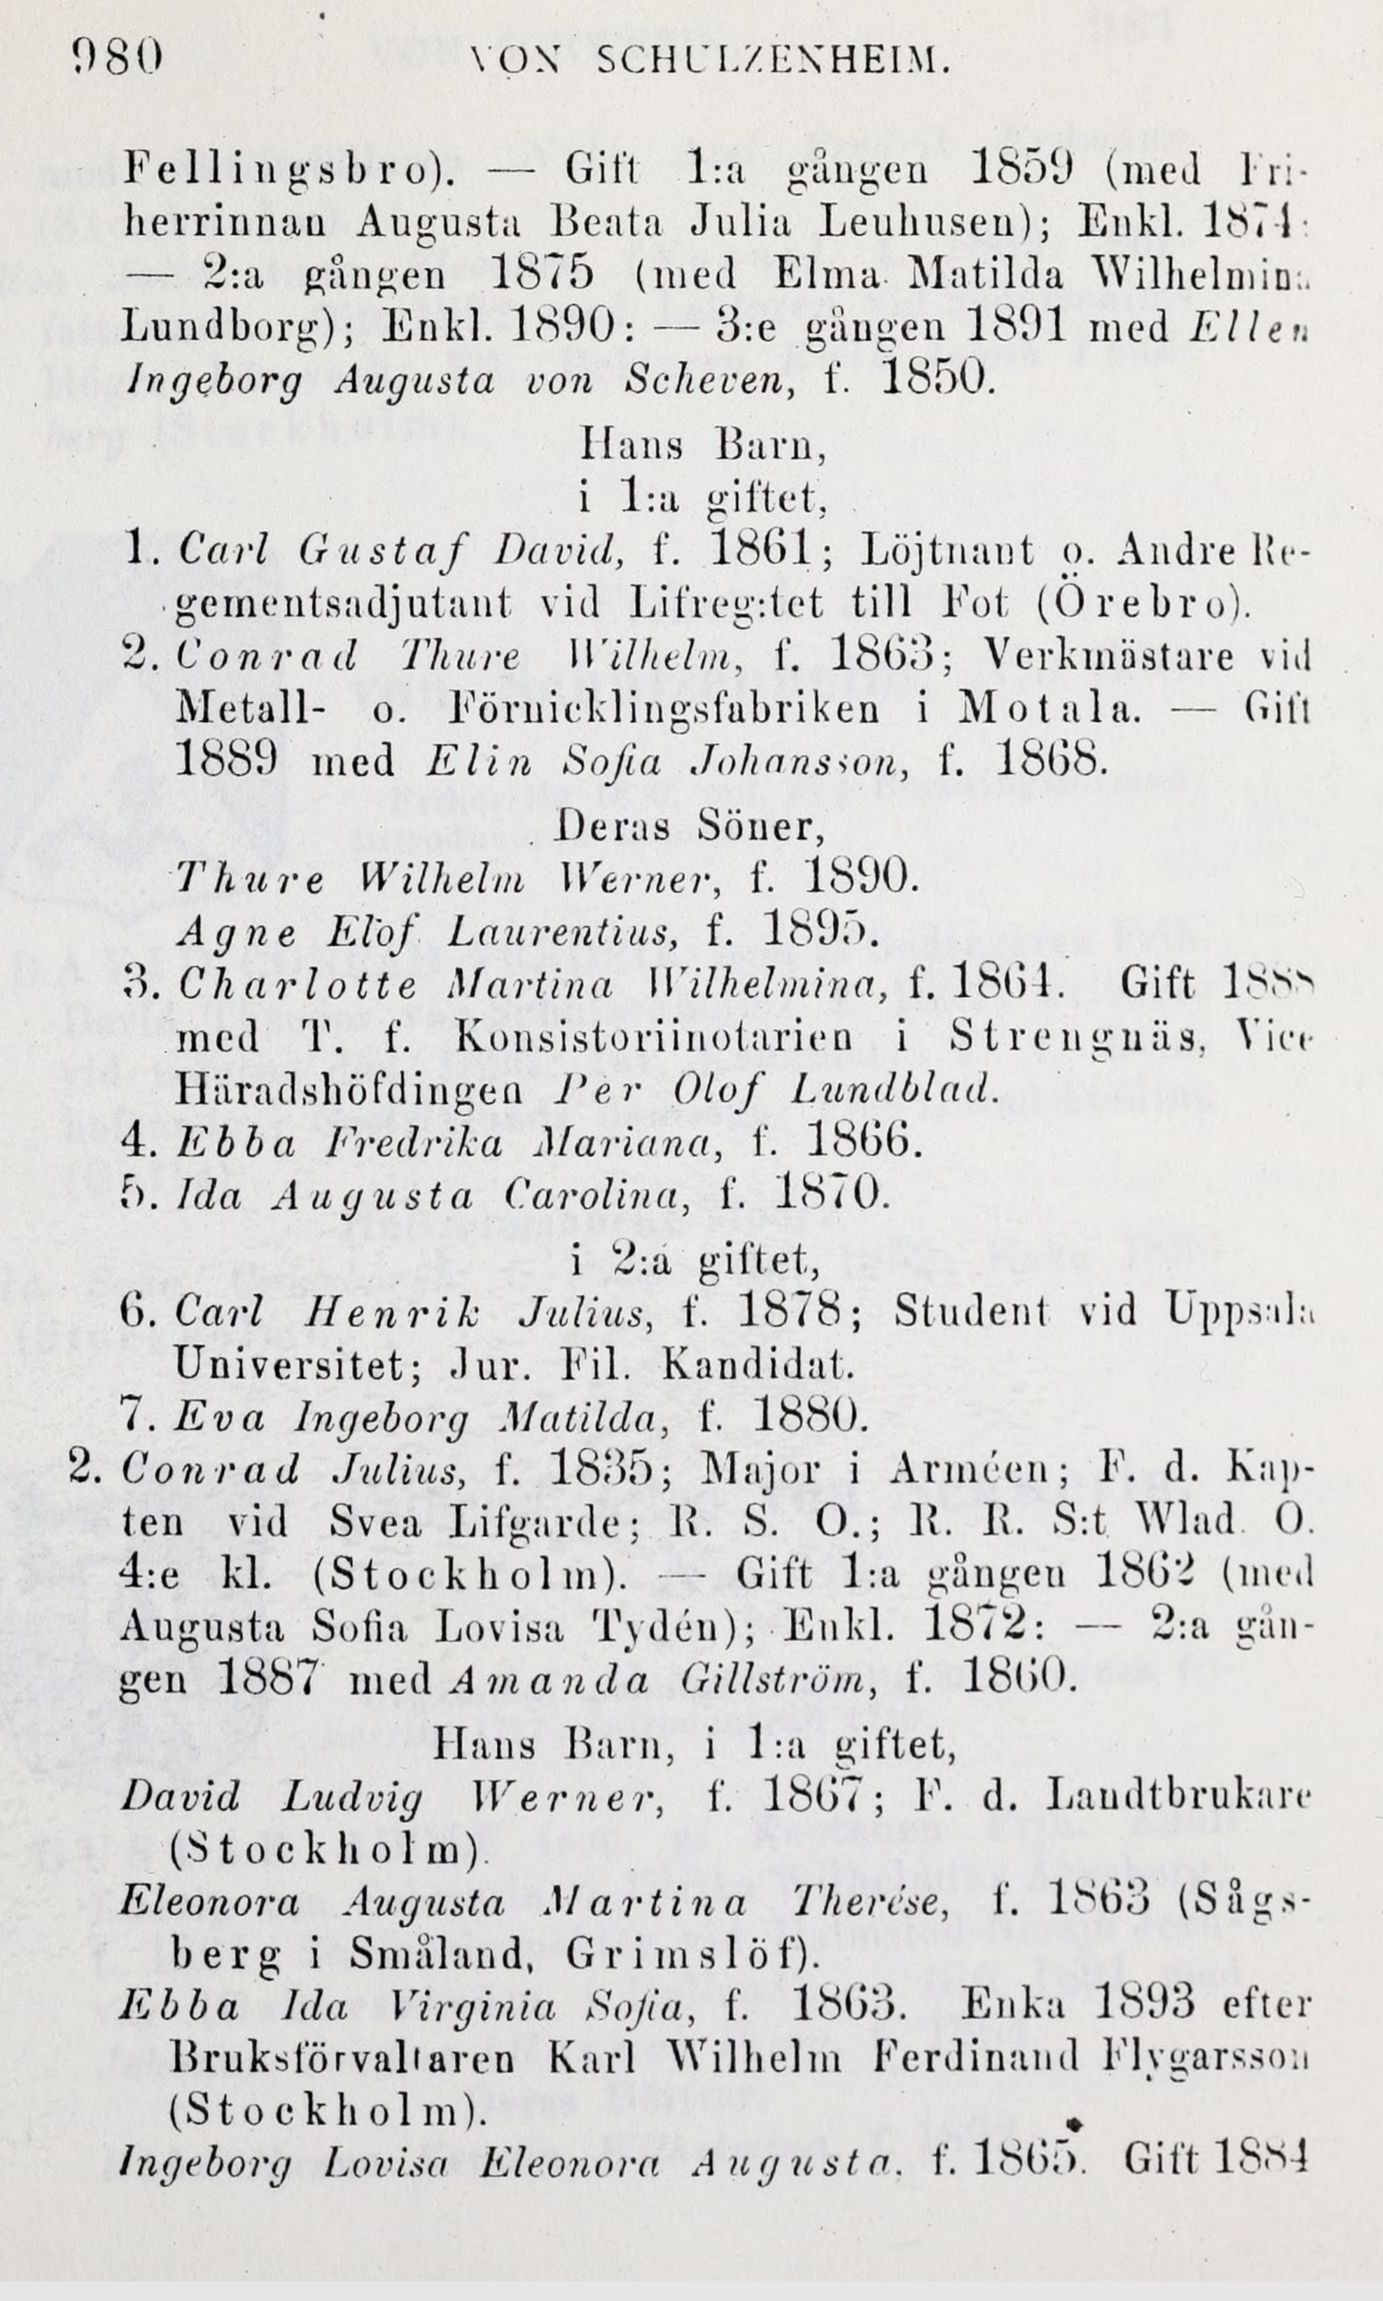 980 VON SCHULZENHEIM.
Fellingsbro). — Gift 1:a gången 1859 (med Fri-
herrinnan Augusta Beata Julia Leuhusen); Enkl. 1874:
— 2:a gången 1875 (med Elma Matilda Wilhelmina
Lundborg); Enkl. 1890: — 3:e gången 1891 med Ellen
Ingeborg Augusta von Scheven, f. 1850.
Hans Barn,
i 1:a giftet,
1. Carl Gustaf David, f. 1861; Löjtnant o. Andre Re-
gementsadjutant vid Lifreg:tet till Fot (Örebro).
2. Conrad Thure Wilhelm, f. 1863; Verkmästare vid
Metall- o. Förnicklingsfabriken i Motala. — Gift
1889 med Elin Sofia Johansson, f. 1868.
Deras Söner,
Thure Wilhelm Werner, f. 1890.
Agne Elof Laurentius, f. 1895.
3. Charlotte Martina Wilhelmina, f. 1864. Gift 1888
med T. f. Konsistoriinotarien i Strengnäs, Vice
Häradshöfdingen Per Olof Lundblad.
4. Ebba Fredrika Mariana, f. 1866.
5. Ida Augusta Carolina, f. 1870.
i 2:a giftet,
6. Carl Henrik Julius, f. 1878; Student vid Uppsala
Universitet; Jur. Fil. Kandidat.
7. Eva Ingeborg Matilda, f. 1880.
2. Conrad Julius, f. 1835; Major i Arméen; F. d. Kap-
ten vid Svea Lifgarde; R. S. O.; R. R. S:t Wlad. O.
4:e kl. (Stockholm). — Gift 1:a gången 1862 (med
Augusta Sofia Lovisa Tydén); Enkl. 1872: — 2:a gån-
gen 1887 med Amanda Gillström, f. 1860.
Hans Barn, i 1:a giftet,
David Ludvig Werner, f. 1867; F. d. Landtbrukare
(Stockholm).
Eleonora Augusta Martina Therése, f. 1863 (Sågs-
berg i Småland, Grimslöf).
Ebba Ida Virginia Sofia, f. 1863. Enka 1893 efter
Bruksförvaltaren Karl Wilhelm Ferdinand Flygarsson
(Stockholm).
Ingeborg Lovisa Eleonora Augusta, f. 1865. Gift 1884